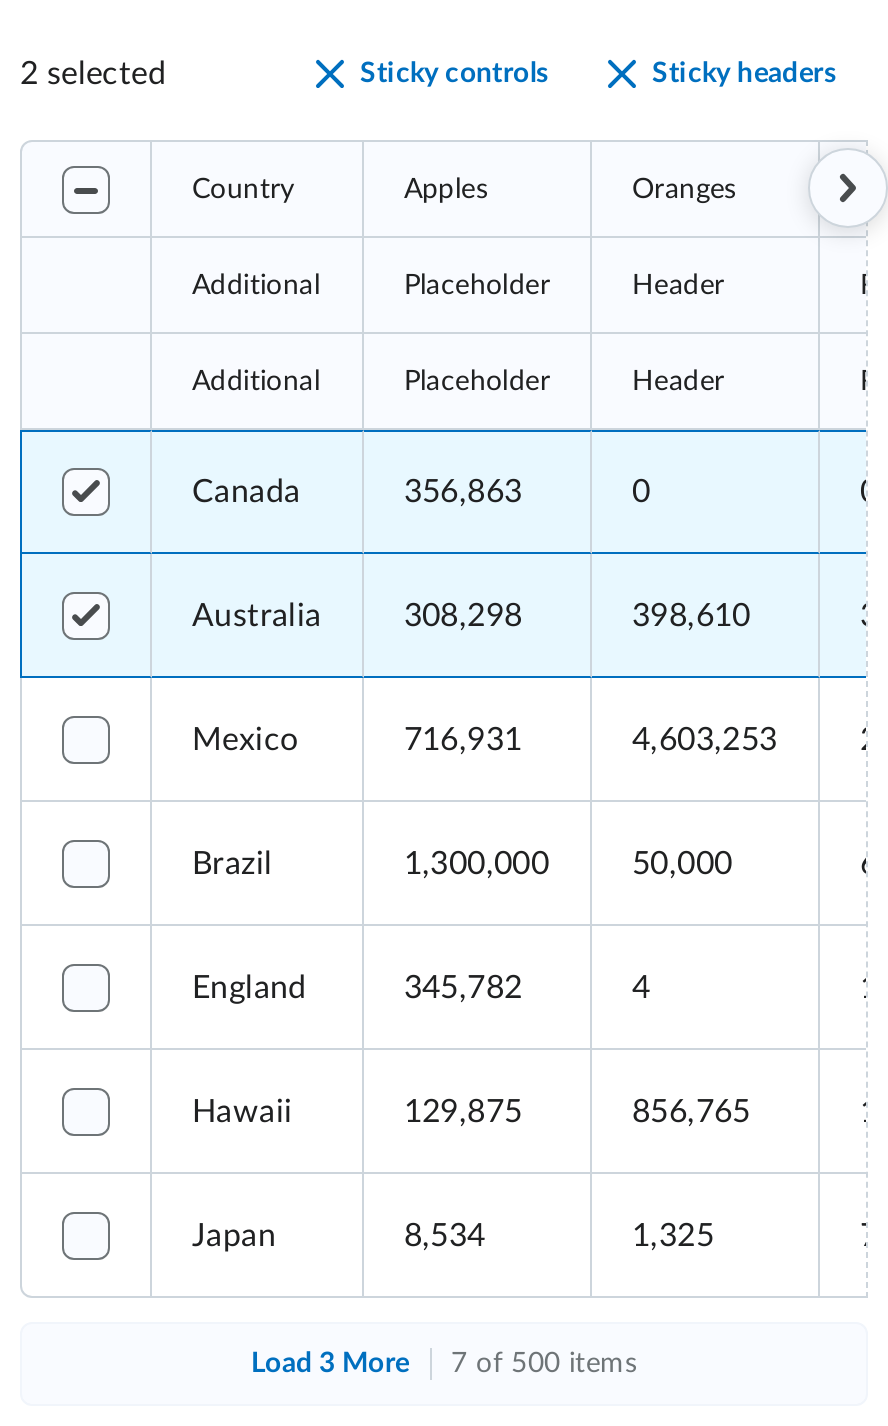 2 selected Sticky controls Sticky headers
Country Apples Oranges
Additional Placeholder Header
Additional Placeholder Header
Canada 356,863 0
Australia 308,298 398,610
Mexico 716,931 4,603,253
Brazil 1,300,000 50,000
England 345,782 4
Hawaii 129,875 856,765
Japan 8,534 1,325
Load 3 More 7 of 500 items